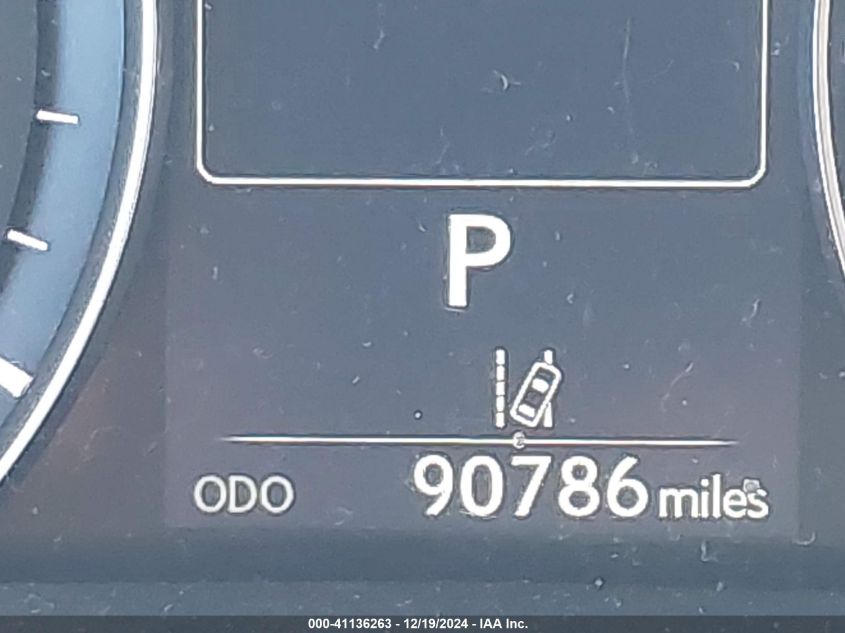 P
ODO 90786 miles
000-41136263 - 12/19/2024 - IAA Inc.